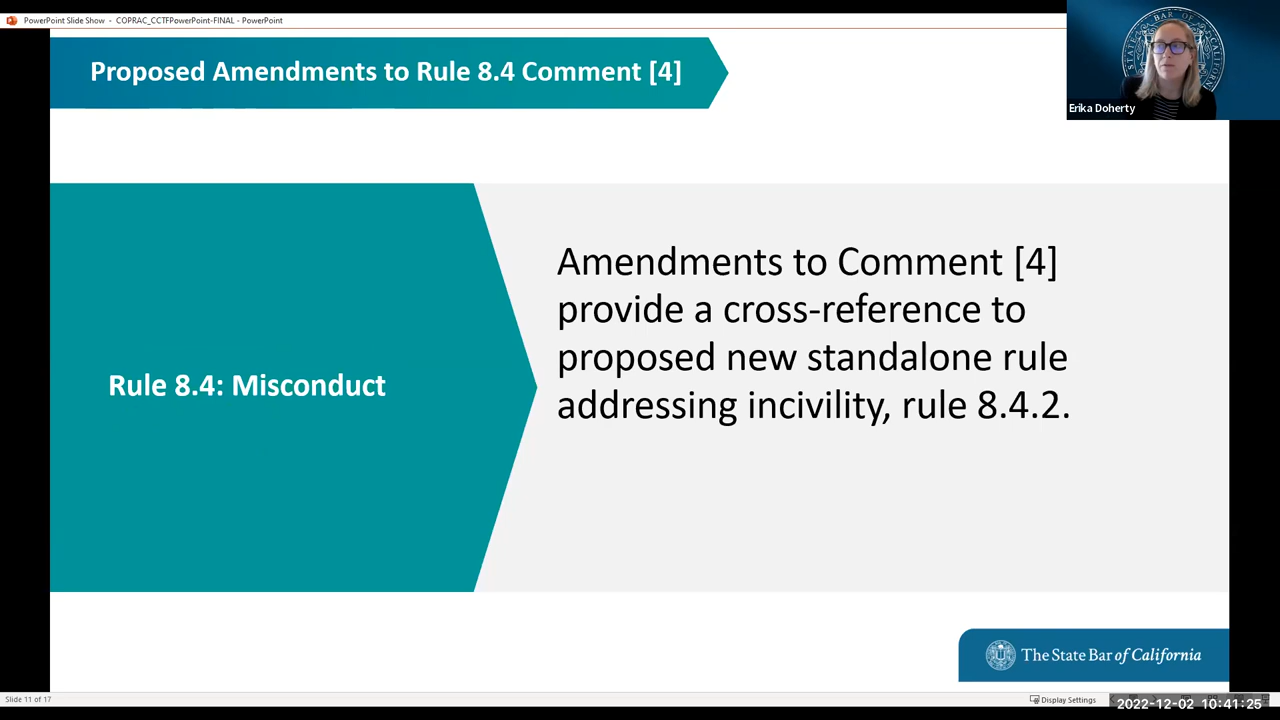 PowerPoint Slide Show - COPRAC_CCTFPowerPoint-FINAL - PowerPoint
Proposed Amendments to Rule 8.4 Comment [4]
Erika Doherty
Rule 8.4: Misconduct
Amendments to Comment [4]
provide a cross-reference to
proposed new standalone rule
addressing incivility, rule 8.4.2.
The State Bar of California
Slide 11 of 17
Display Settings
2022-12-02 10:41:25